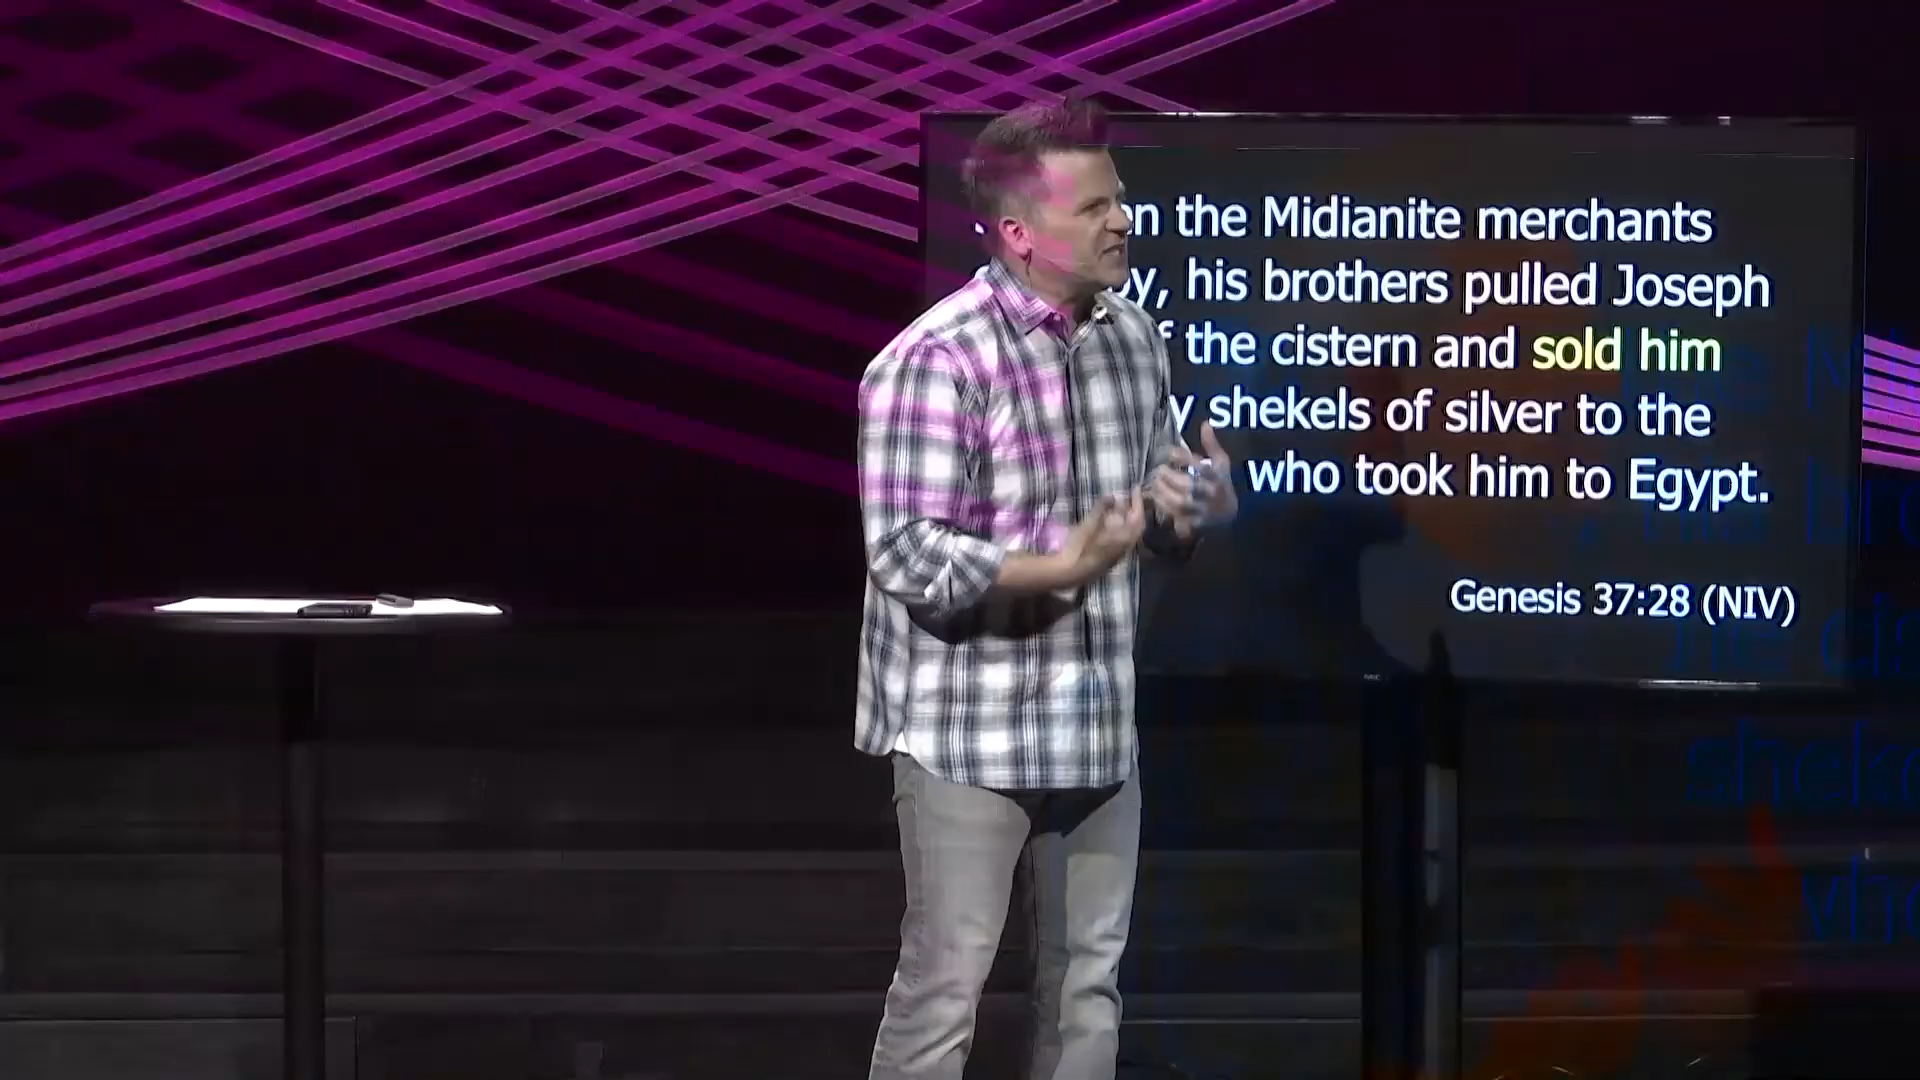 the Midianite merchants
his brothers pulled Joseph
the cistern and sold him
shekels of silver to the
who took him to Egypt.
Genesis 37:28 (NIV)
NEC